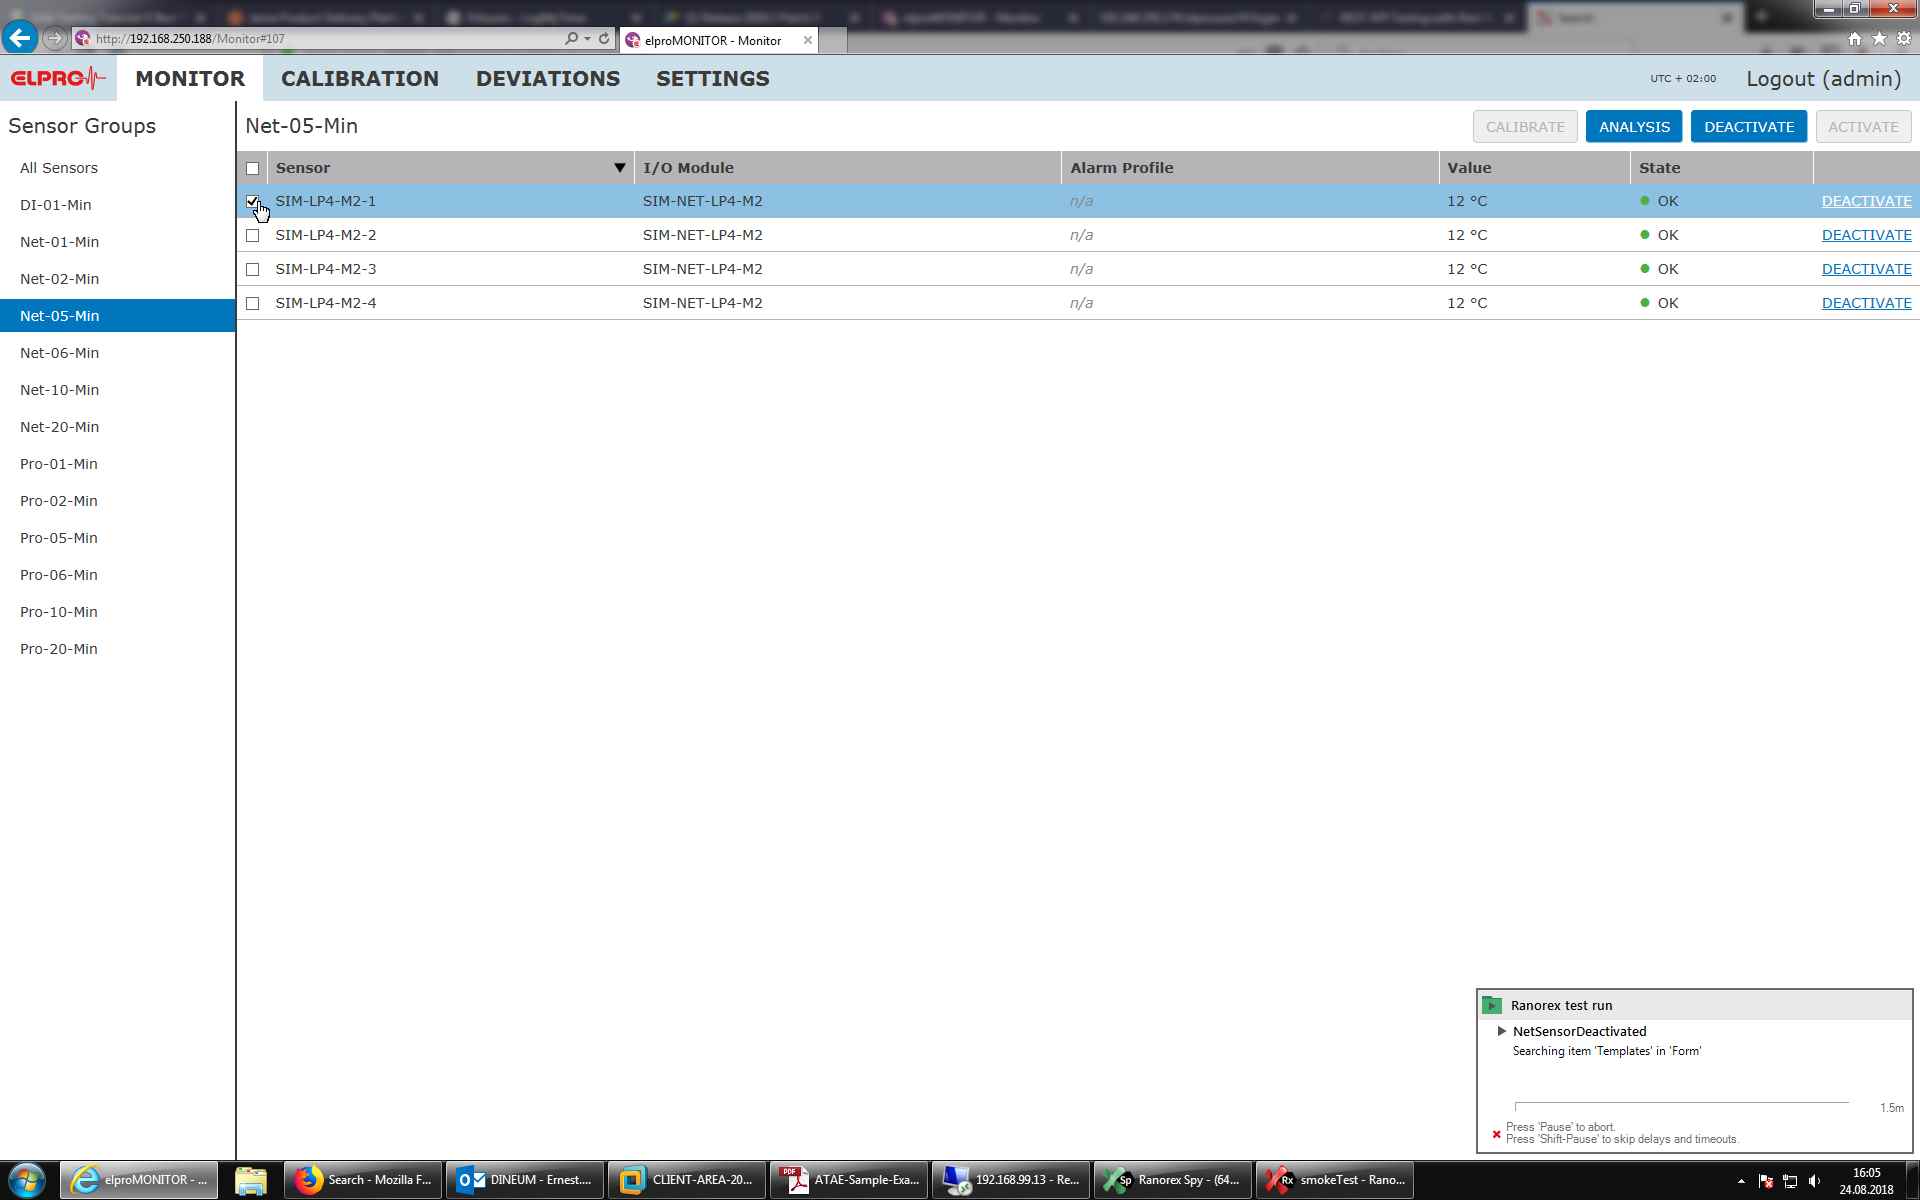 http://192.168.250.188/Monitor#107
elproMONITOR - Monitor
ELPRO
MONITOR
CALIBRATION
DEVIATIONS
SETTINGS
UTC + 02:00
Logout (admin)
Sensor Groups
All Sensors
DI-01-Min
Net-01-Min
Net-02-Min
Net-05-Min
Net-06-Min
Net-10-Min
Net-20-Min
Pro-01-Min
Pro-02-Min
Pro-05-Min
Pro-06-Min
Pro-10-Min
Pro-20-Min
Net-05-Min
CALIBRATE
ANALYSIS
DEACTIVATE
ACTIVATE
Sensor I/O Module Alarm Profile Value State
SIM-LP4-M2-1 SIM-NET-LP4-M2 n/a 12 °C OK DEACTIVATE
SIM-LP4-M2-2 SIM-NET-LP4-M2 n/a 12 °C OK DEACTIVATE
SIM-LP4-M2-3 SIM-NET-LP4-M2 n/a 12 °C OK DEACTIVATE
SIM-LP4-M2-4 SIM-NET-LP4-M2 n/a 12 °C OK DEACTIVATE
Ranorex test run
NetSensorDeactivated
Searching item 'Templates' in 'Form'
1.5m
Press 'Pause' to abort.
Press 'Shift-Pause' to skip delays and timeouts.
elproMONITOR - ...
Search - Mozilla F...
DINEUM - Ernest....
CLIENT-AREA-20...
ATAE-Sample-Exa...
192.168.99.13 - Re...
Ranorex Spy - (64...
smokeTest - Rano...
16:05
24.08.2018